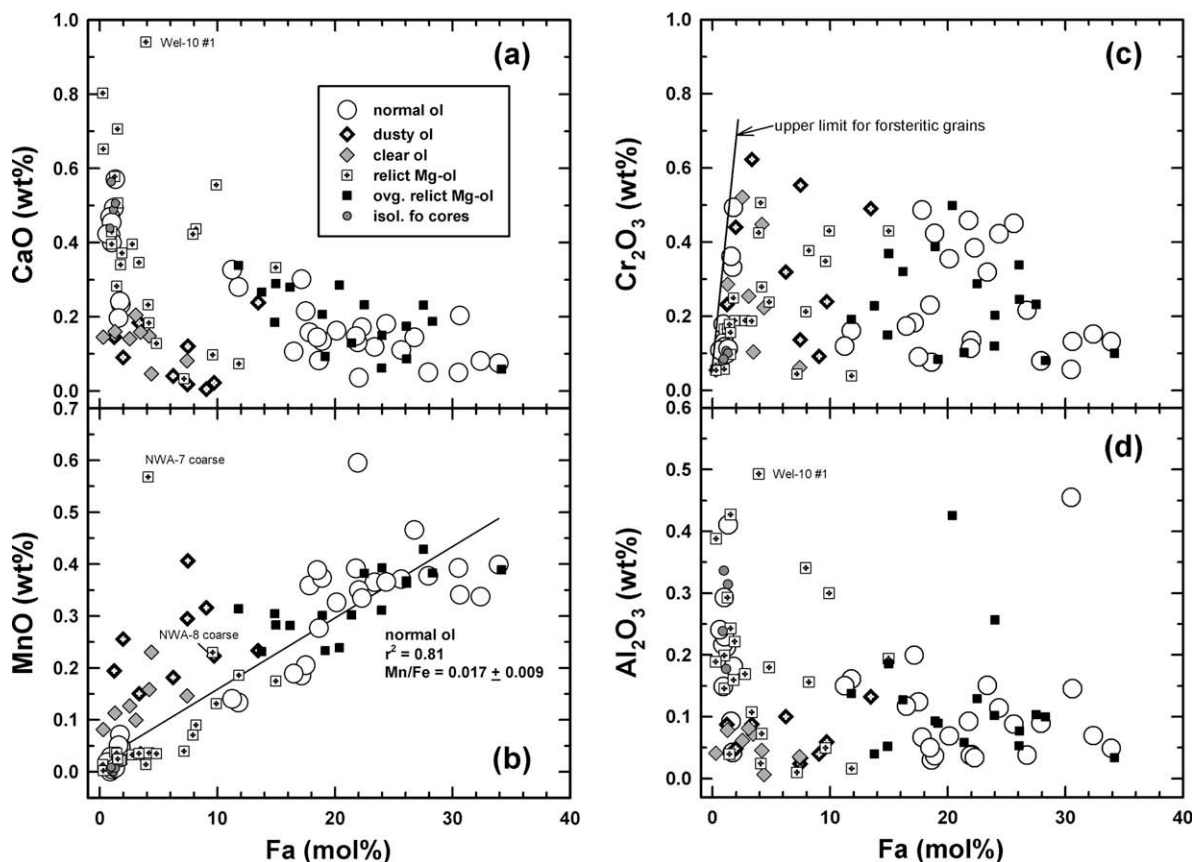 (a)
CaO (wt%)
1.0
0.8
0.6
0.4
0.2
0.0
Wel-10 #1
normal ol
dusty ol
clear ol
relict Mg-ol
ovg. relict Mg-ol
isol. fo cores
(b)
MnO (wt%)
0.7
0.6
0.5
0.4
0.3
0.2
0.1
0.0
NWA-7 coarse
NWA-8 coarse
normal ol
r2 = 0.81
Mn/Fe = 0.017 ± 0.009
0 10 20 30 40
Fa (mol%)
(c)
Cr2O3 (wt%)
1.0
0.8
0.6
0.4
0.2
0.0
upper limit for forsteritic grains
(d)
Al2O3 (wt%)
0.6
0.5
0.4
0.3
0.2
0.1
0.0
Wel-10 #1
0 10 20 30 40
Fa (mol%)